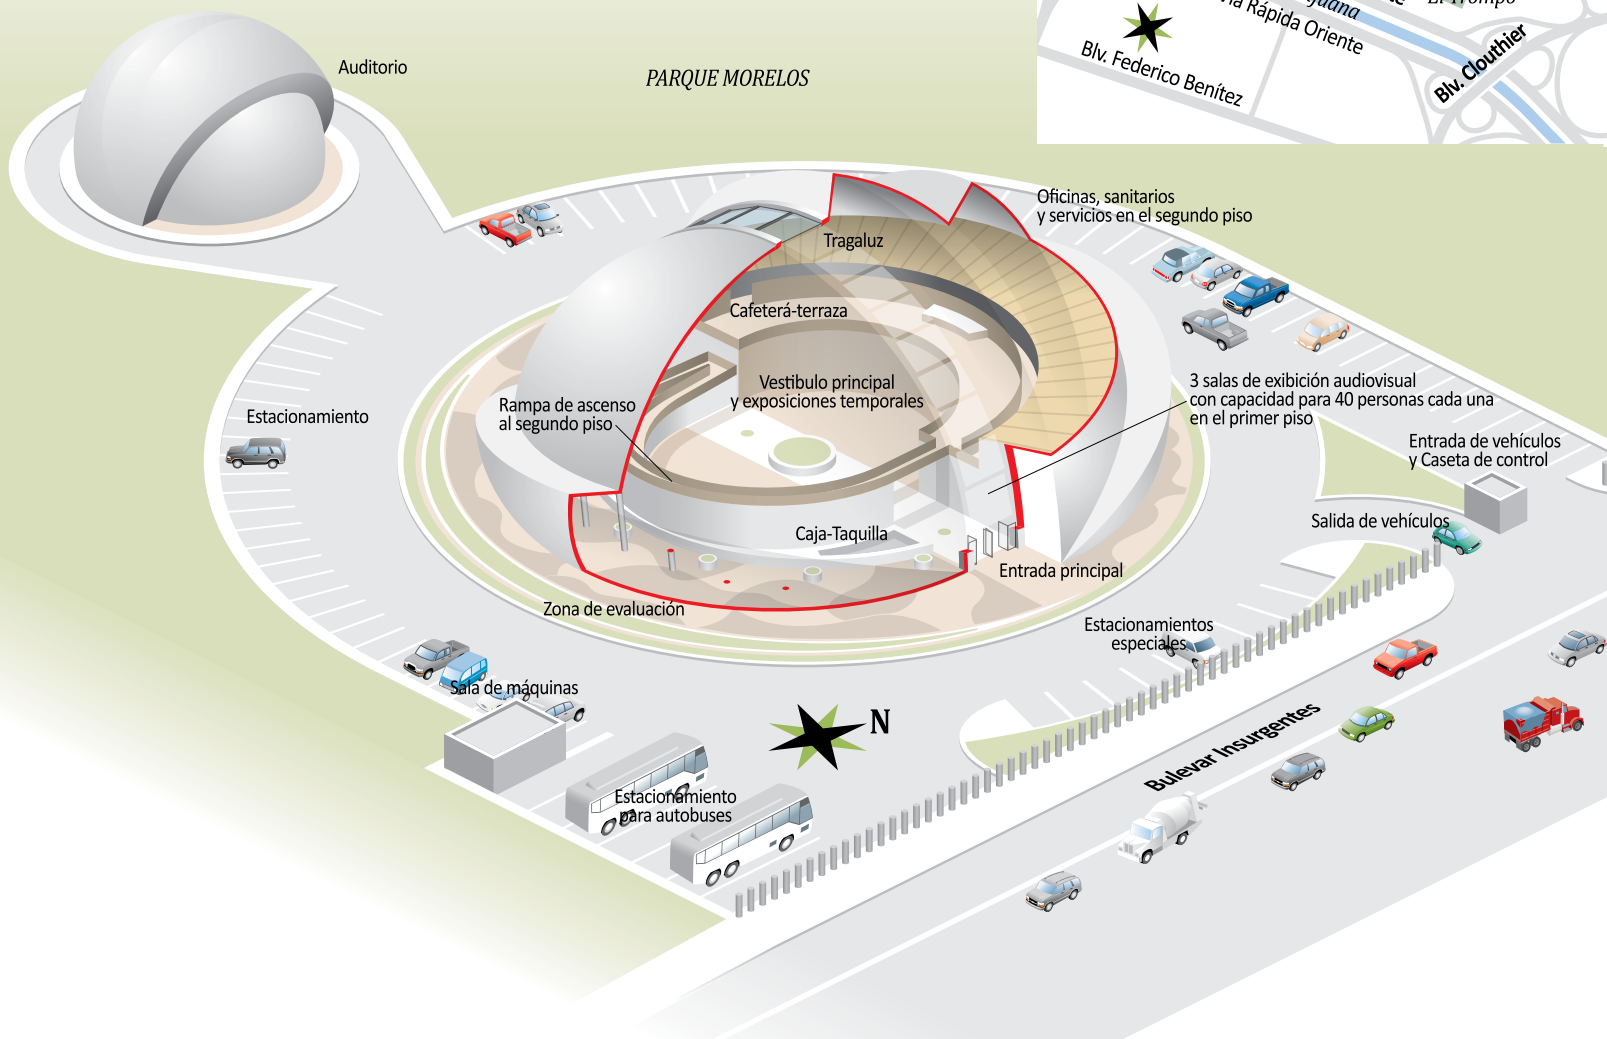 Auditorio
PARQUE MORELOS
Rápida Oriente
Blv. Federico Benítez
Blv. Clouthier
Oficinas, sanitarios
y servicios en el segundo piso
Tragaluz
Cafeterá-terraza
Vestibulo principal
y exposiciones temporales
Rampa de ascenso
al segundo piso
Estacionamiento
3 salas de exibición audiovisual
con capacidad para 40 personas cada una
en el primer piso
Entrada de vehículos
y Caseta de control
Salida de vehículos
Caja-Taquilla
Entrada principal
Zona de evaluación
Estacionamientos
especiales
Sala de máquinas
N
Bulevar Insurgentes
Estacionamiento
para autobuses